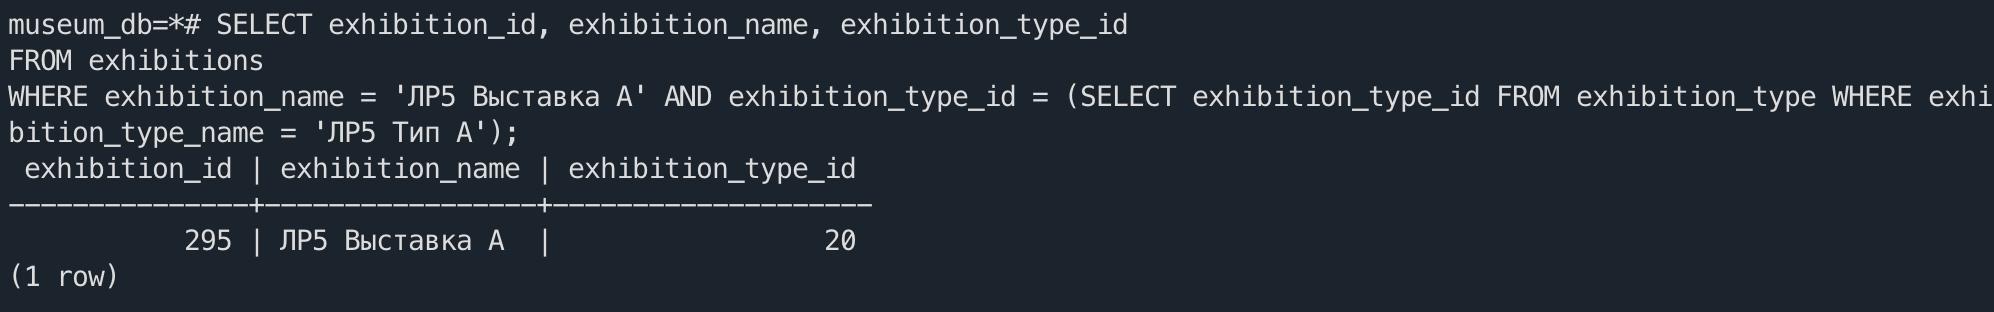 museum_db=*# SELECT exhibition_id, exhibition_name, exhibition_type_id
FROM exhibitions
WHERE exhibition_name = 'ЛР5 Выставка А' AND exhibition_type_id = (SELECT exhibition_type_id FROM exhibition_type WHERE exhi
bition_type_name = 'ЛР5 Тип А');
 exhibition_id | exhibition_name | exhibition_type_id
---------------+-----------------+--------------------
           295 | ЛР5 Выставка А  |                 20
(1 row)